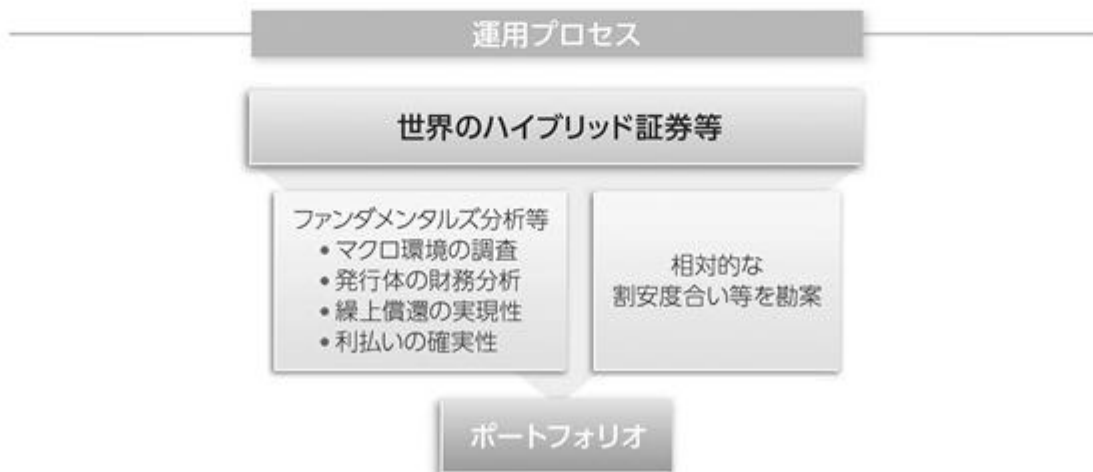 運用プロセス
世界のハイブリッド証券等
ファンダメンタルズ分析等
• マクロ環境の調査
• 発行体の財務分析
• 繰上償還の実現性
• 利払いの確実性
相対的な
割安度合い等を勘案
ポートフォリオ